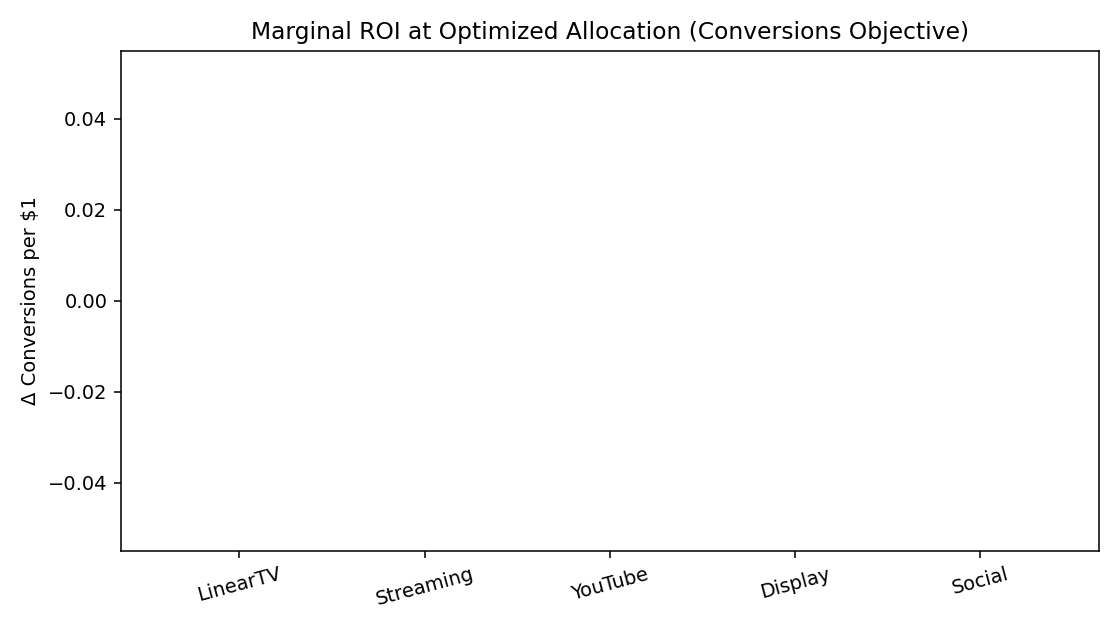 Marginal ROI at Optimized Allocation (Conversions Objective)
Δ Conversions per $1
0.04
0.02
0.00
−0.02
−0.04
LinearTV
Streaming
YouTube
Display
Social